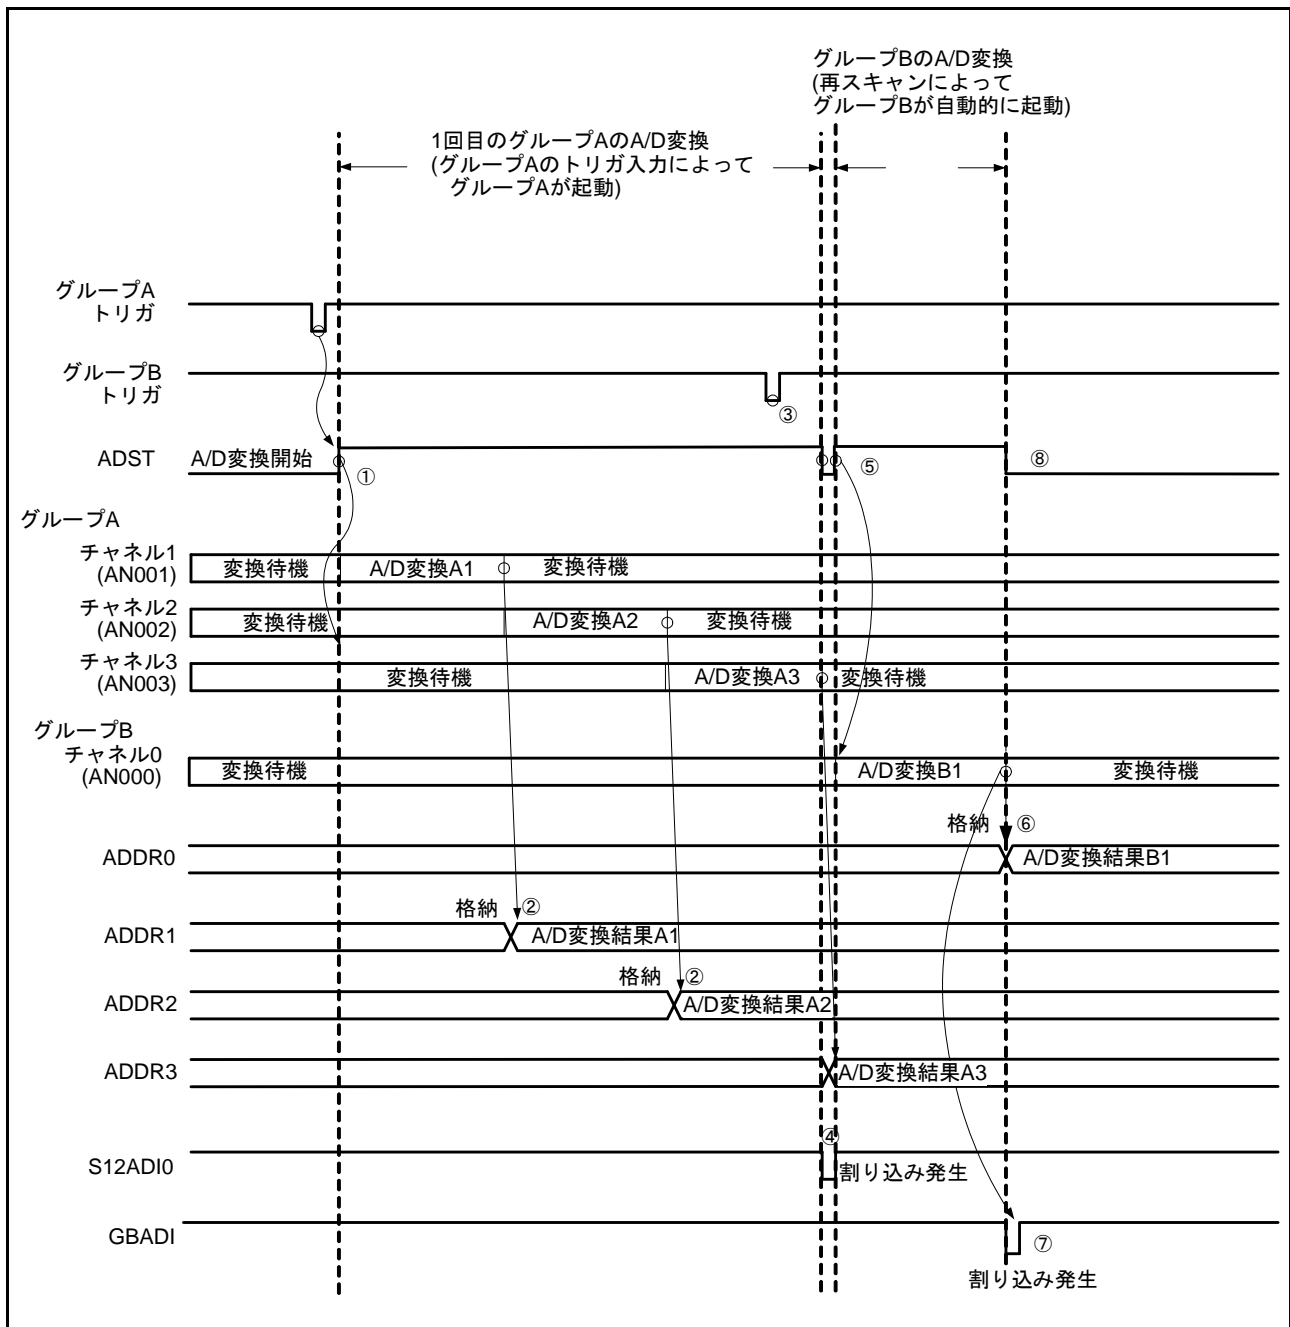 グループBのA/D変換
(再スキャンによって
グループBが自動的に起動)
1回目のグループAのA/D変換
(グループAのトリガ入力によって
グループAが起動)
グループA
トリガ
グループB
トリガ
③
ADST
A/D変換開始
①
⑤
⑧
グループA
チャネル1
(AN001)
変換待機
A/D変換A1
変換待機
チャネル2
(AN002)
変換待機
A/D変換A2
変換待機
チャネル3
(AN003)
変換待機
A/D変換A3
変換待機
グループB
チャネル0
(AN000)
変換待機
A/D変換B1
変換待機
格納
⑥
ADDR0
A/D変換結果B1
格納
②
ADDR1
A/D変換結果A1
格納
②
ADDR2
A/D変換結果A2
ADDR3
A/D変換結果A3
④
S12ADI0
割り込み発生
GBADI
⑦
割り込み発生